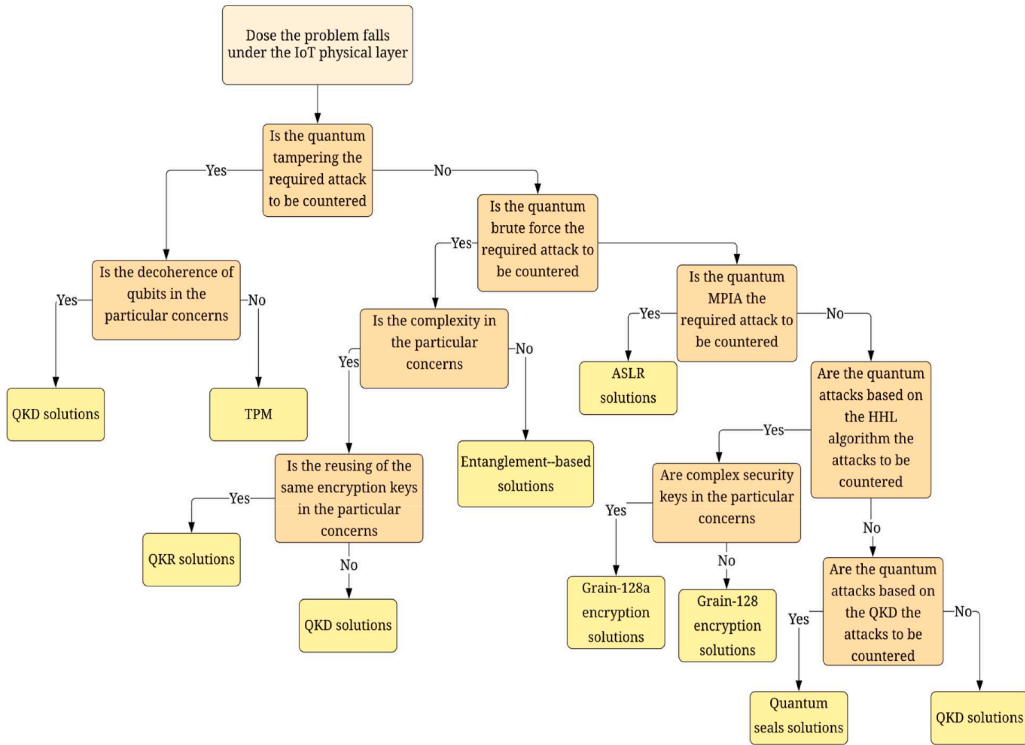 Dose the problem falls
under the IoT physical layer
Is the quantum
tampering the
required attack
to be countered
Yes
No
Is the quantum
brute force the
required attack to
be countered
Yes
Is the decoherence of
qubits in the
particular concerns
Yes
No
Is the quantum
MPIA the
required attack to
be countered
Yes
No
Is the complexity in
the particular
concerns
Yes
No
QKD solutions
TPM
ASLR
solutions
Are the quantum
attacks based on
the HHL
algorithm the
attacks to be
countered
Yes
No
Entanglement--based
solutions
Is the reusing of the
same encryption keys
in the particular
concerns
Yes
No
Are complex security
keys in the particular
concerns
Yes
No
QKR solutions
QKD solutions
Grain-128a
encryption
solutions
Grain-128
encryption
solutions
Are the quantum
attacks based on
the QKD the
attacks to be
countered
Yes
No
Quantum
seals solutions
QKD solutions